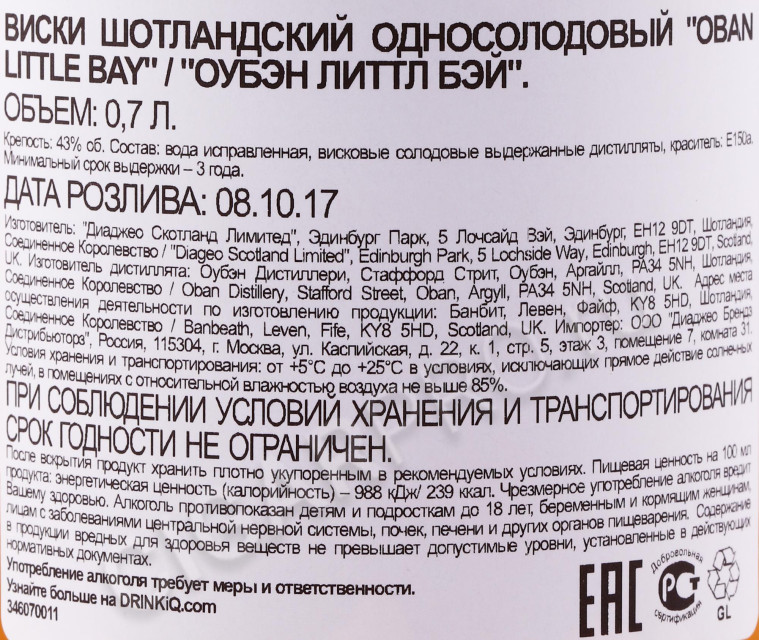 ВИСКИ ШОТЛАНДСКИЙ ОДНОСОЛОДОВЫЙ "OBAN
LITTLE BAY" / "ОУБЭН ЛИТТЛ БЭЙ".
ОБЪЕМ: 0,7 Л.
Крепость: 43% об. Состав: вода исправленная, висковые солодовые выдержанные дистилляты, краситель: Е150а.
Минимальный срок выдержки – 3 года.
ДАТА РОЗЛИВА: 08.10.17
Изготовитель: "Диаджео Скотланд Лимитед", Эдинбург Парк, 5 Лочсайд Вэй, Эдинбург, EH12 9DT, Шотландия,
Соединенное Королевство / "Diageo Scotland Limited", Edinburgh Park, 5 Lochside Way, Edinburgh, EH12 9DT, Scotland,
UK. Изготовитель дистиллята: Оубэн Дистиллери, Стаффорд Стрит, Оубэн, Аргайлл, PA34 5NH, Шотландия,
Соединенное Королевство / Oban Distillery, Stafford Street, Oban, Argyll, PA34 5NH, Scotland, UK. Адрес места
осуществления деятельности по изготовлению продукции: Банбит, Левен, Файф, KY8 5HD, Шотландия,
Соединенное Королевство / Banbeath, Leven, Fife, KY8 5HD, Scotland, UK. Импортер: ООО "Диаджео Брендз
Дистрибьюторз", Россия, 115304, г. Москва, ул. Каспийская, д. 22, к. 1, стр. 5, этаж 3, помещение 7, комната 31.
Условия хранения и транспортирования: от +5°С до +25°С в условиях, исключающих прямое действие солнечных
лучей, в помещениях с относительной влажностью воздуха не выше 85%.
ПРИ СОБЛЮДЕНИИ УСЛОВИЙ ХРАНЕНИЯ И ТРАНСПОРТИРОВАНИЯ
СРОК ГОДНОСТИ НЕ ОГРАНИЧЕН.
После вскрытия продукт хранить плотно укупоренным в рекомендуемых условиях. Пищевая ценность на 100 мл
продукта: энергетическая ценность (калорийность) – 988 кДж/ 239 ккал. Чрезмерное употребление алкоголя вредит
Вашему здоровью. Алкоголь противопоказан детям и подросткам до 18 лет, беременным и кормящим женщинам,
лицам с заболеваниями центральной нервной системы, почек, печени и других органов пищеварения. Содержание
в продукции вредных для здоровья веществ не превышает допустимые уровни, установленные в действующих
нормативных документах.
Употребление алкоголя требует меры и ответственности.
Узнайте больше на DRINKiQ.com
346070011
EAC
Добровольная
РСТ
сертификация
GL